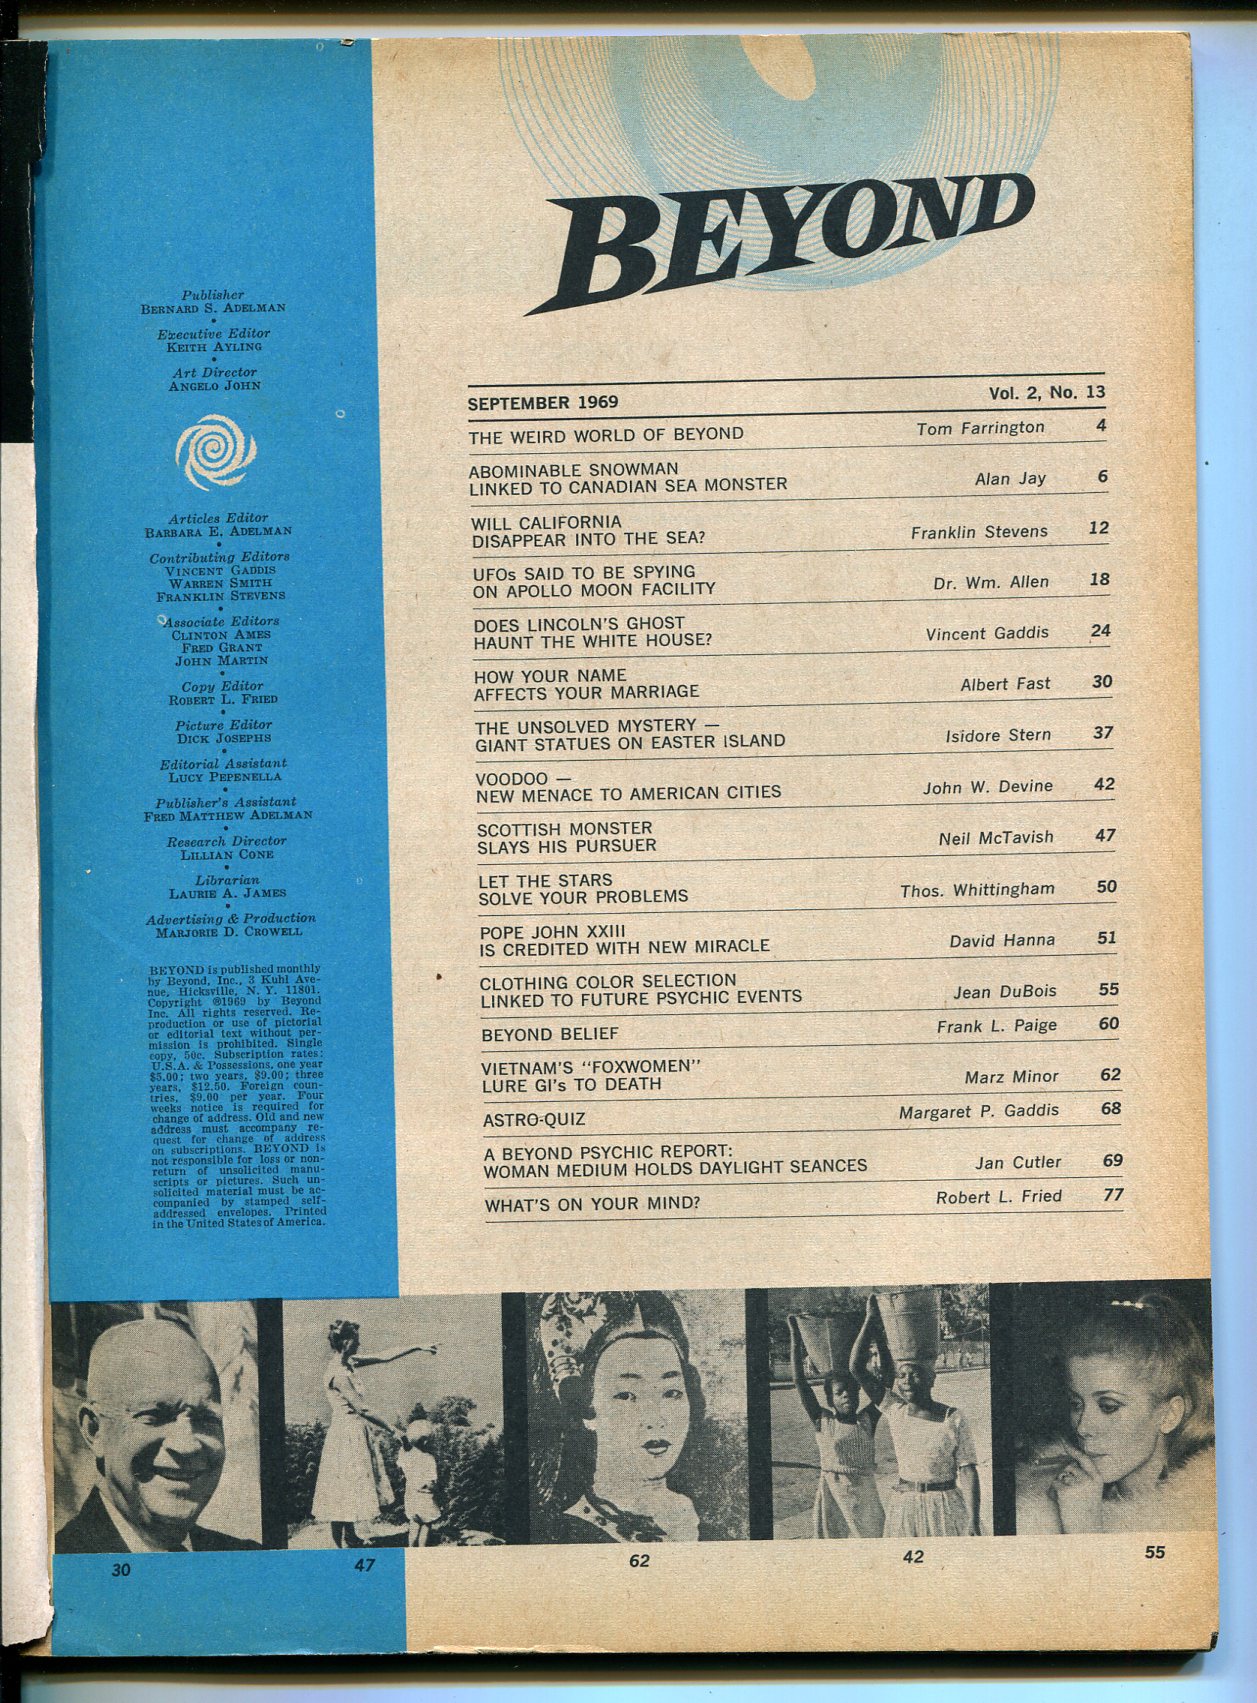 BEYOND
Publisher
BERNARD S. ADELMAN
Executive Editor
KEITH AYLING
Art Director
ANGELO JOHN
Articles Editor
BARBARA E. ADELMAN
Contributing Editors
VINCENT GADDIS
WARREN SMITH
FRANKLIN STEVENS
Associate Editors
CLINTON AMES
FRED GRANT
JOHN MARTIN
Copy Editor
ROBERT L. FRIED
Picture Editor
DICK JOSEPHS
Editorial Assistant
LUCY PEPENELLA
Publisher's Assistant
FRED MATTHEW ADELMAN
Research Director
LILLIAN CONE
Librarian
LAURIE A. JAMES
Advertising & Production
MARJORIE D. CROWELL
BEYOND is published monthly
by Beyond, Inc., 3 Kuhl Ave-
nue, Hicksville, N. Y. 11801.
Copyright ©1969 by Beyond
Inc. All rights reserved. Re-
production or use of pictorial
or editorial text without per-
mission is prohibited. Single
copy, 50c. Subscription rates:
U.S.A. & Possessions, one year
$5.00; two years, $9.00; three
years, $12.50. Foreign coun-
tries, $9.00 per year. Four
weeks notice is required for
change of address. Old and new
address must accompany re-
quest for change of address
on subscriptions. BEYOND is
not responsible for loss or non-
return of unsolicited manu-
scripts or pictures. Such un-
solicited material must be ac-
companied by stamped self-
addressed envelopes. Printed
in the United States of America.
SEPTEMBER 1969 Vol. 2, No. 13
THE WEIRD WORLD OF BEYOND Tom Farrington 4
ABOMINABLE SNOWMAN
LINKED TO CANADIAN SEA MONSTER Alan Jay 6
WILL CALIFORNIA
DISAPPEAR INTO THE SEA? Franklin Stevens 12
UFOs SAID TO BE SPYING
ON APOLLO MOON FACILITY Dr. Wm. Allen 18
DOES LINCOLN'S GHOST
HAUNT THE WHITE HOUSE? Vincent Gaddis 24
HOW YOUR NAME
AFFECTS YOUR MARRIAGE Albert Fast 30
THE UNSOLVED MYSTERY —
GIANT STATUES ON EASTER ISLAND Isidore Stern 37
VOODOO —
NEW MENACE TO AMERICAN CITIES John W. Devine 42
SCOTTISH MONSTER
SLAYS HIS PURSUER Neil McTavish 47
LET THE STARS
SOLVE YOUR PROBLEMS Thos. Whittingham 50
POPE JOHN XXIII
IS CREDITED WITH NEW MIRACLE David Hanna 51
CLOTHING COLOR SELECTION
LINKED TO FUTURE PSYCHIC EVENTS Jean DuBois 55
BEYOND BELIEF Frank L. Paige 60
VIETNAM'S "FOXWOMEN"
LURE GI's TO DEATH Marz Minor 62
ASTRO-QUIZ Margaret P. Gaddis 68
A BEYOND PSYCHIC REPORT:
WOMAN MEDIUM HOLDS DAYLIGHT SEANCES Jan Cutler 69
WHAT'S ON YOUR MIND? Robert L. Fried 77
30 47 62 42 55